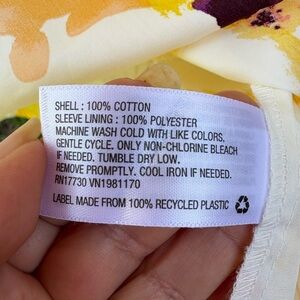 SHELL : 100% COTTON
SLEEVE LINING : 100% POLYESTER
MACHINE WASH COLD WITH LIKE COLORS,
GENTLE CYCLE. ONLY NON-CHLORINE BLEACH
IF NEEDED. TUMBLE DRY LOW.
REMOVE PROMPTLY. COOL IRON IF NEEDED.
RN17730 VN1981170
LABEL MADE FROM 100% RECYCLED PLASTIC